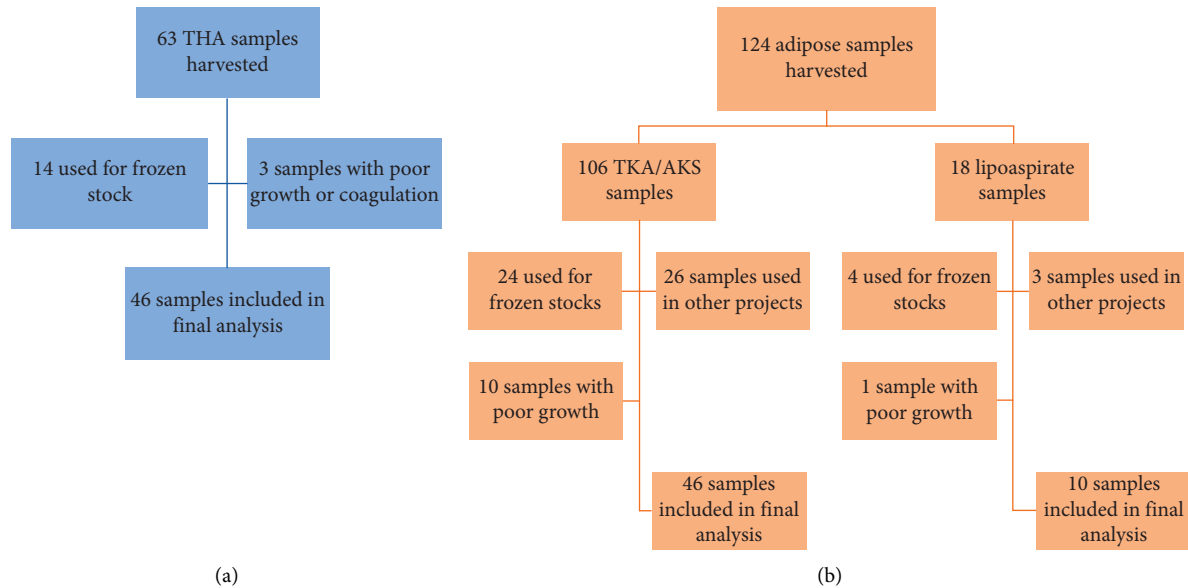 63 THA samples
harvested
14 used for frozen
stock
3 samples with poor
growth or coagulation
46 samples included in
final analysis
(a)
124 adipose samples
harvested
106 TKA/AKS
samples
18 lipoaspirate
samples
24 used for
frozen stocks
26 samples used
in other projects
4 used for frozen
stocks
3 samples used in
other projects
10 samples with
poor growth
1 sample with
poor growth
46 samples
included in final
analysis
10 samples
included in final
analysis
(b)